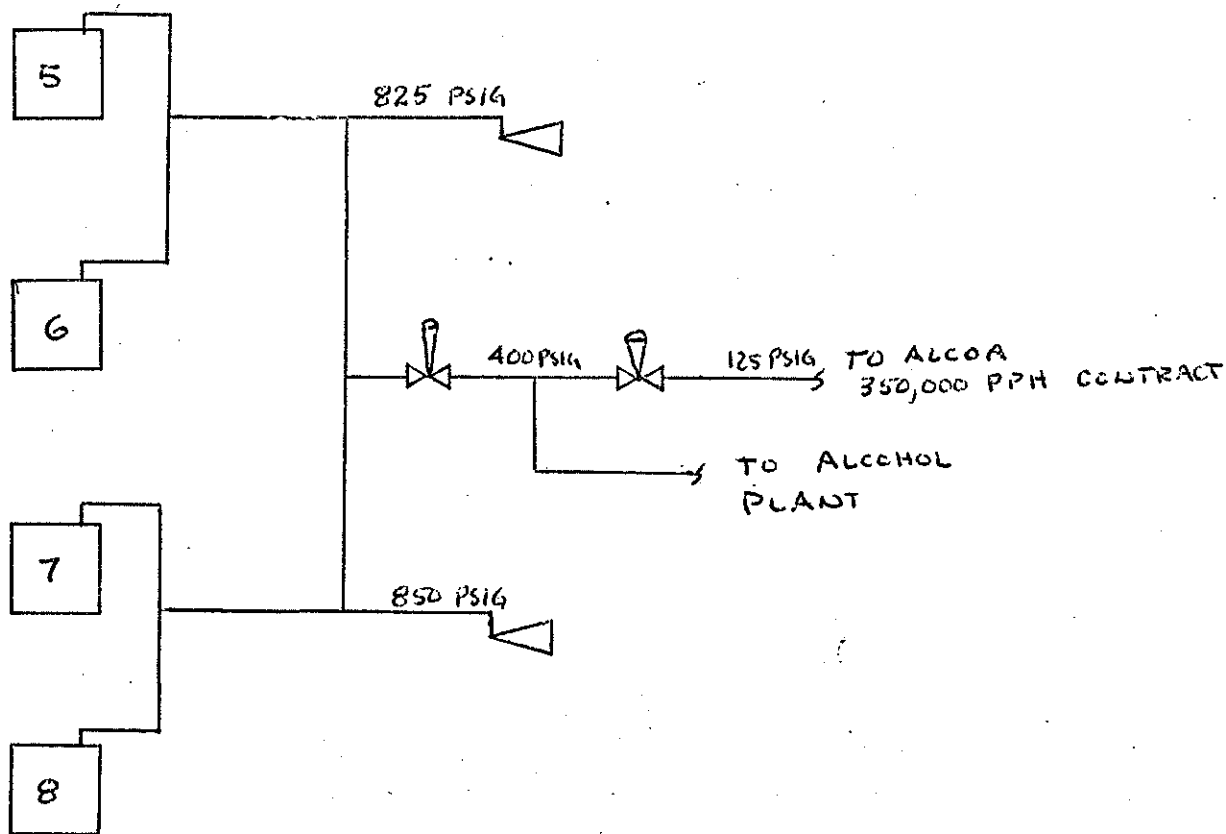 5
825 PSIG
6
400 PSIG
125 PSIG
TO ALCOA
350,000 PPH CONTRACT
TO ALCOHOL
PLANT
7
850 PSIG
8